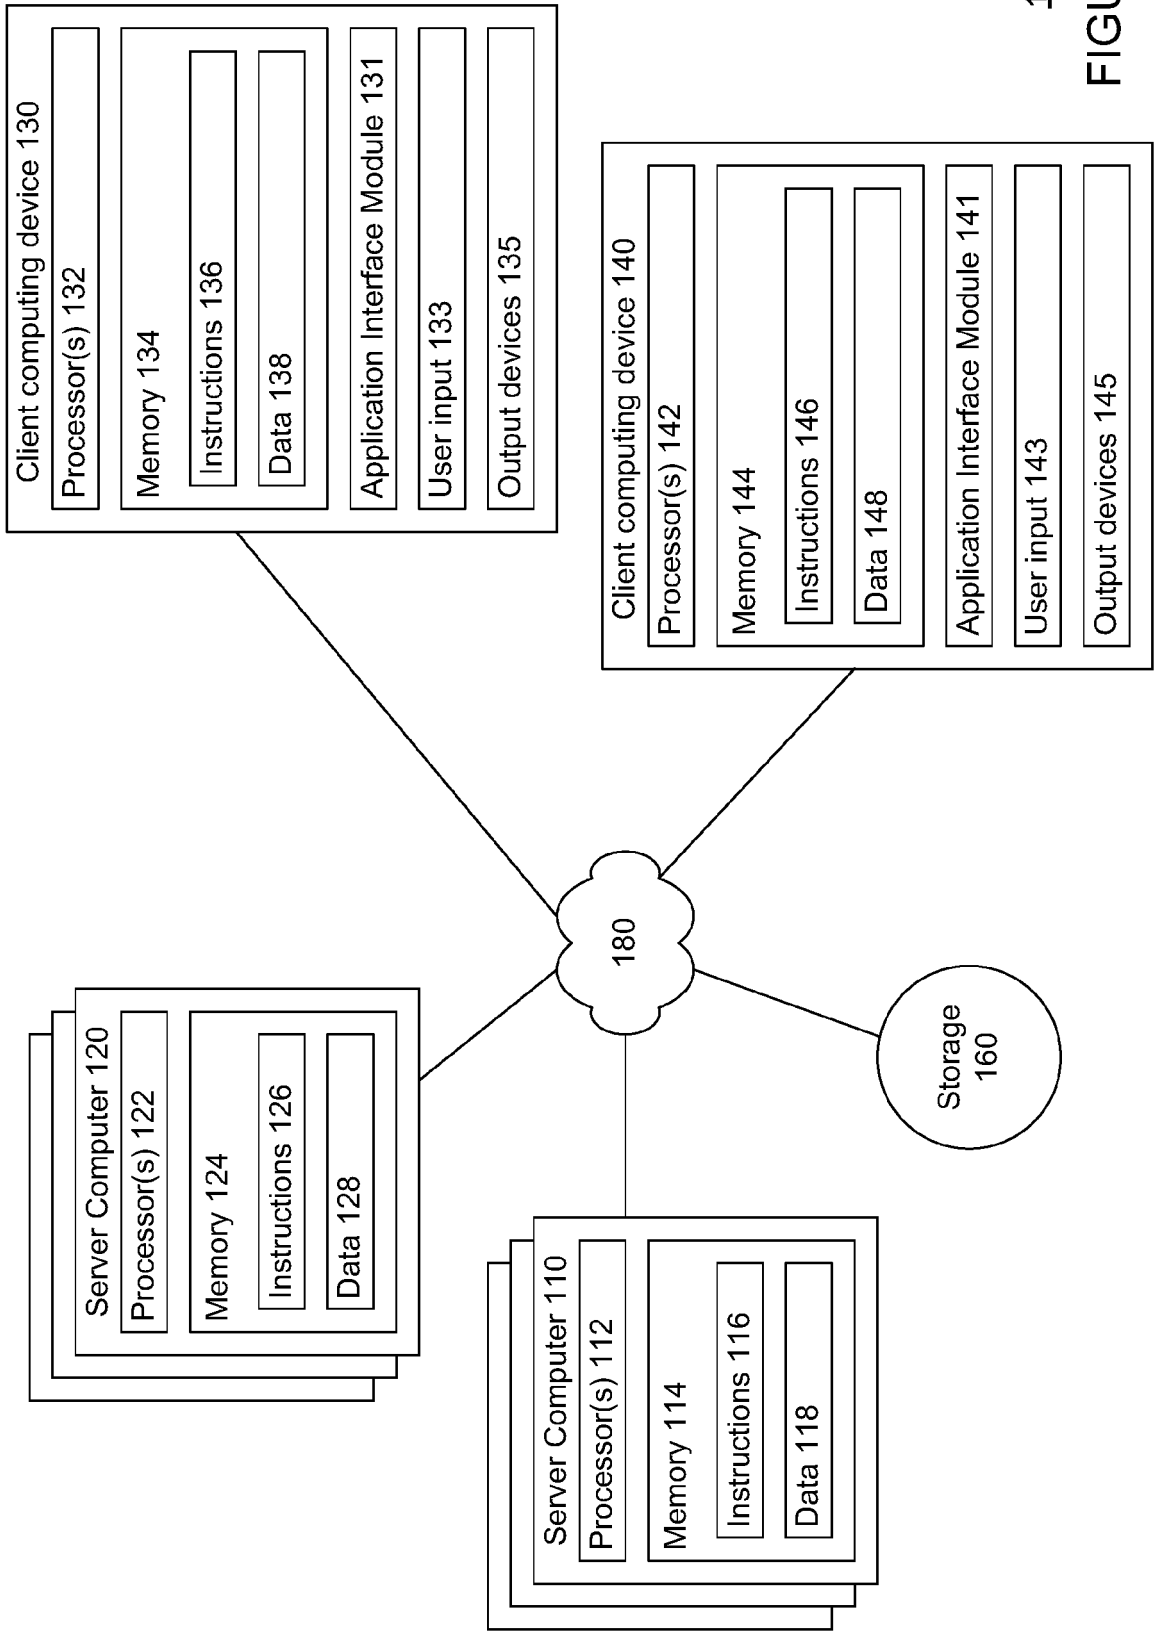 Server Computer 110
Processor(s) 112
Memory 114
Instructions 116
Data 118
Server Computer 120
Processor(s) 122
Memory 124
Instructions 126
Data 128
180
Storage
160
Client computing device 130
Processor(s) 132
Memory 134
Instructions 136
Data 138
Application Interface Module 131
User input 133
Output devices 135
Client computing device 140
Processor(s) 142
Memory 144
Instructions 146
Data 148
Application Interface Module 141
User input 143
Output devices 145